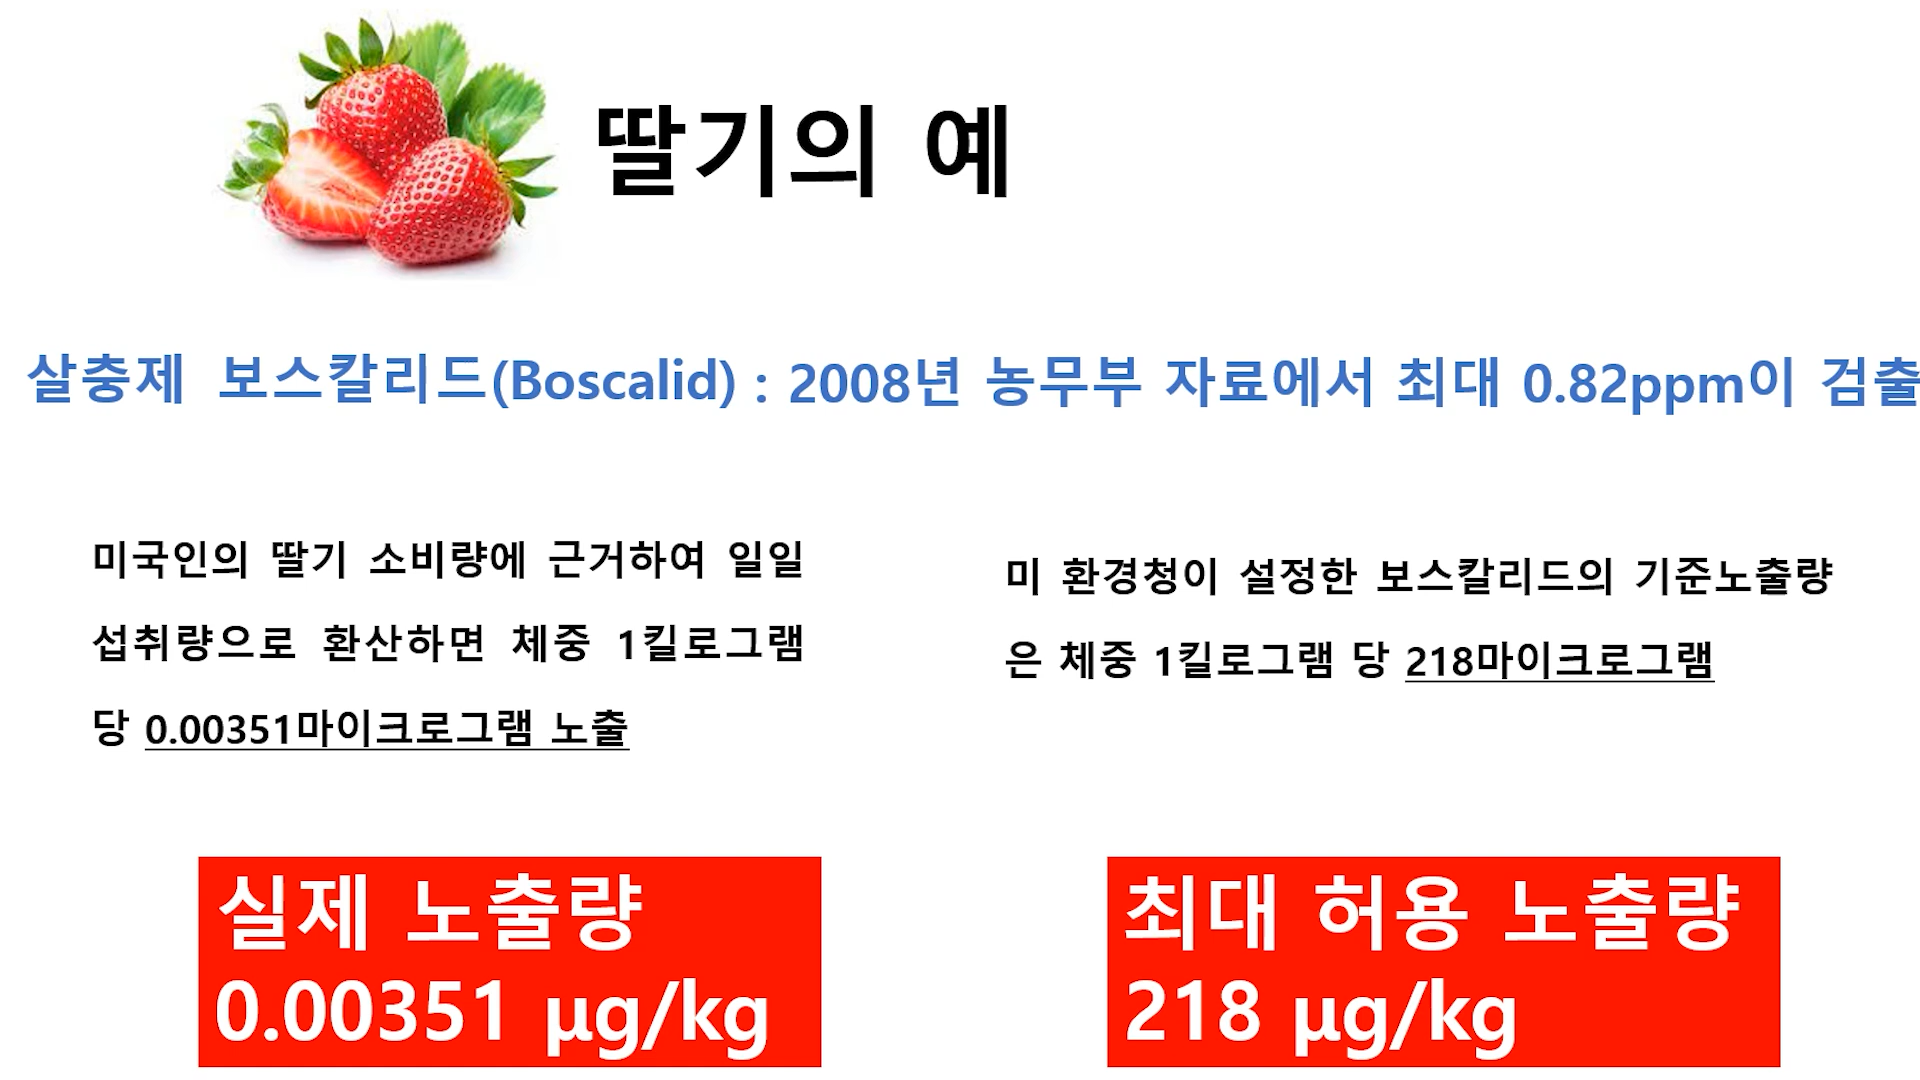 딸기의 예
살충제 보스칼리드(Boscalid) : 2008년 농무부 자료에서 최대 0.82ppm이 검출
미국인의 딸기 소비량에 근거하여 일일
섭취량으로 환산하면 체중 1킬로그램
당 0.00351마이크로그램 노출
미 환경청이 설정한 보스칼리드의 기준노출량
은 체중 1킬로그램 당 218마이크로그램
실제 노출량
0.00351 µg/kg
최대 허용 노출량
218 µg/kg